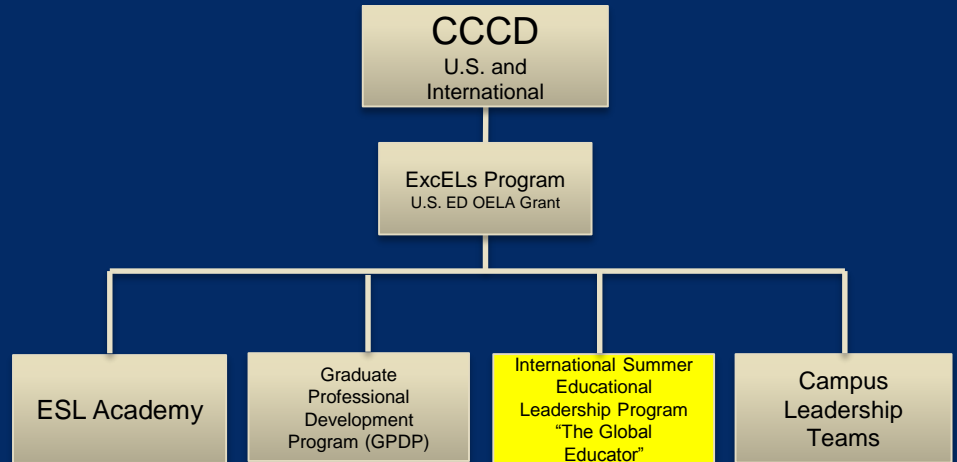 CCCD
U.S. and
International
ExcELs Program
U.S. ED OELA Grant
ESL Academy
Graduate
Professional
Development
Program (GPDP)
International Summer
Educational
Leadership Program
“The Global
Educator”
Campus
Leadership
Teams